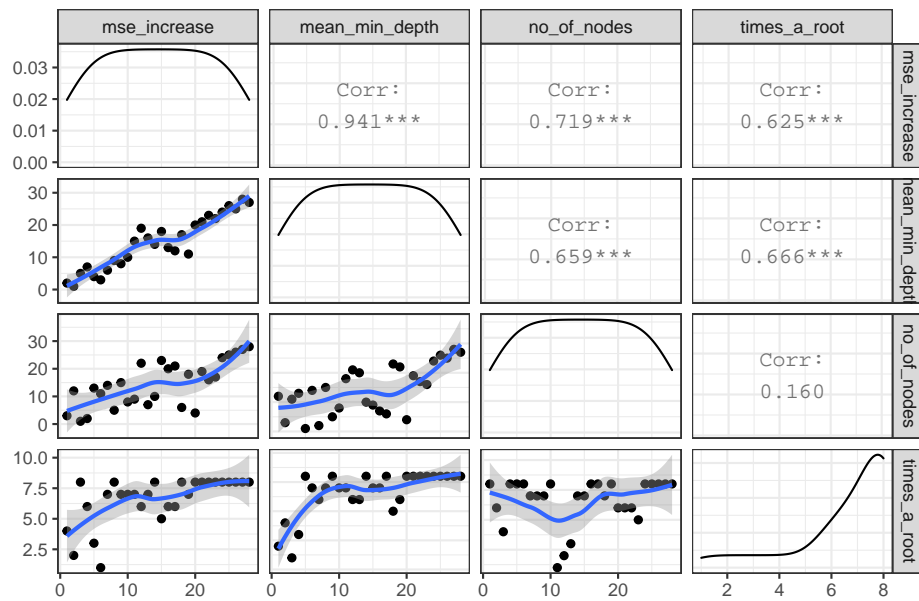 mse_increase mean_min_depth no_of_nodes times_a_root
0.03
0.02
0.01
0.00
Corr:
0.941***
Corr:
0.719***
Corr:
0.625***
mse_increase
30
20
10
0
Corr:
0.659***
Corr:
0.666***
mean_min_depth
30
20
10
0
Corr:
0.160
no_of_nodes
10.0
7.5
5.0
2.5
times_a_root
0 10 20 0 10 20 0 10 20 2 4 6 8